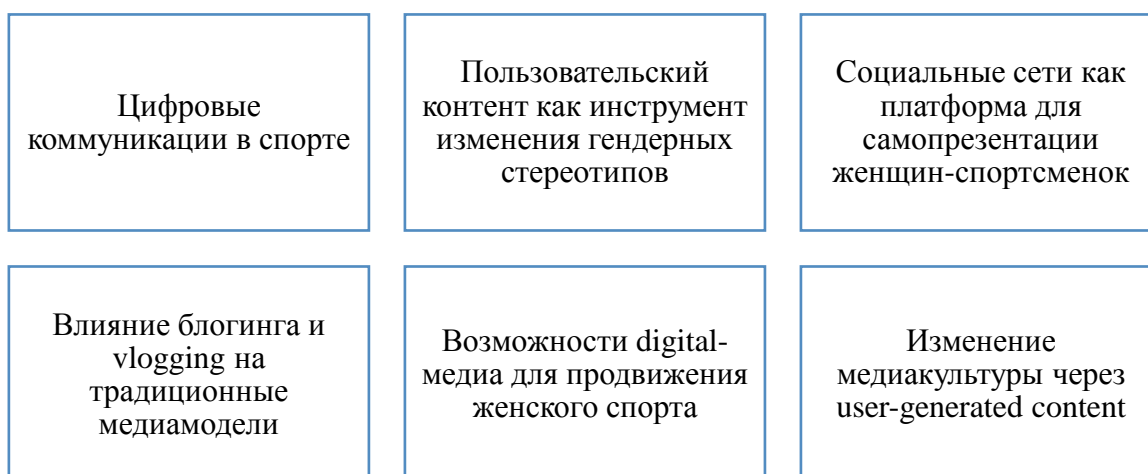 Цифровые
коммуникации в спорте
Пользовательский
контент как инструмент
изменения гендерных
стереотипов
Социальные сети как
платформа для
самопрезентации
женщин-спортсменок
Влияние блогинга и
vlogging на
традиционные
медиамодели
Возможности digital-
медиа для продвижения
женского спорта
Изменение
медиакультуры через
user-generated content